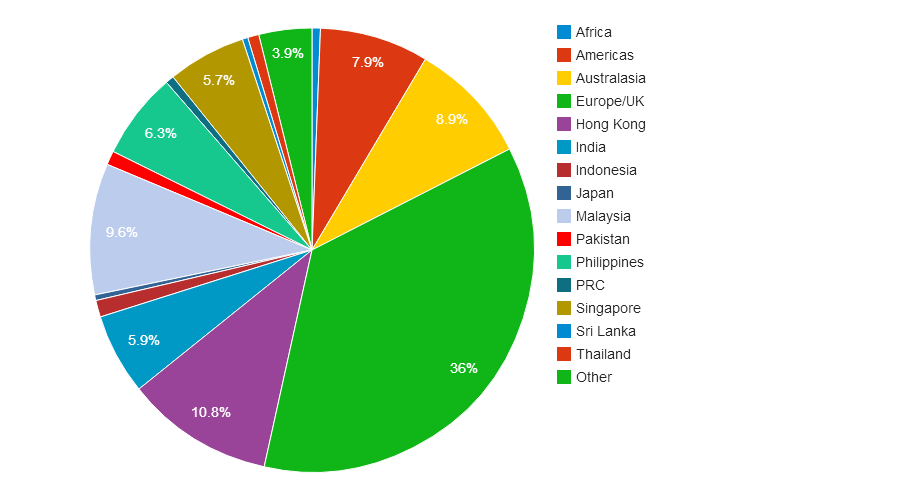 3.9%
7.9%
5.7%
8.9%
6.3%
9.6%
5.9%
36%
10.8%
Africa
Americas
Australasia
Europe/UK
Hong Kong
India
Indonesia
Japan
Malaysia
Pakistan
Philippines
PRC
Singapore
Sri Lanka
Thailand
Other